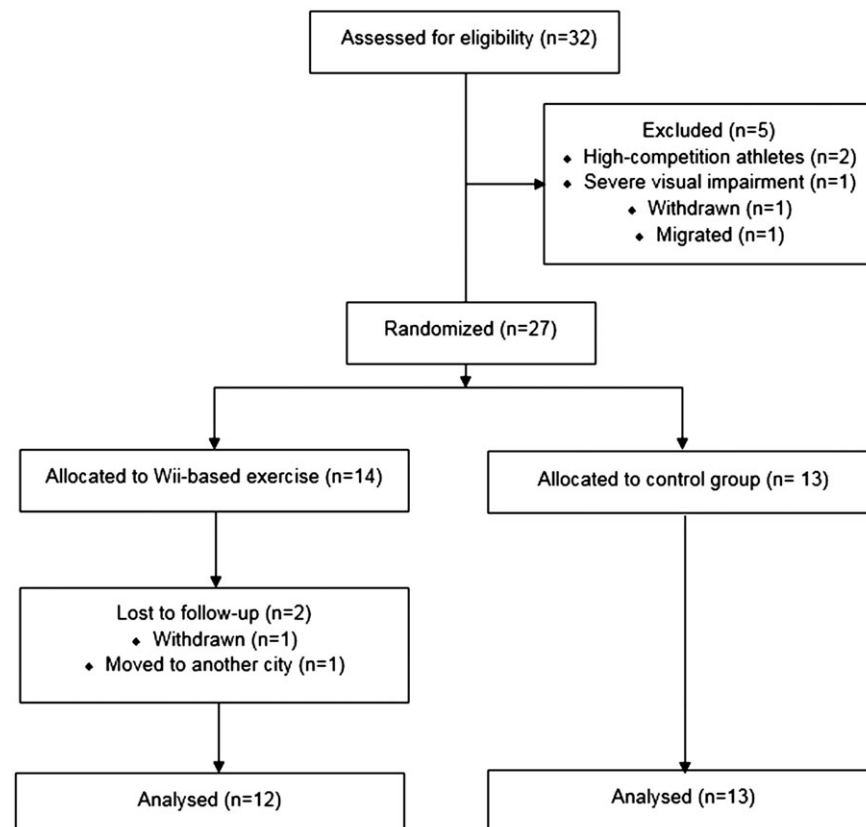 Assessed for eligibility (n=32)
Excluded (n=5)
◆ High-competition athletes (n=2)
◆ Severe visual impairment (n=1)
◆ Withdrawn (n=1)
◆ Migrated (n=1)
Randomized (n=27)
Allocated to Wii-based exercise (n=14)
Allocated to control group (n= 13)
Lost to follow-up (n=2)
◆ Withdrawn (n=1)
◆ Moved to another city (n=1)
Analysed (n=12)
Analysed (n=13)